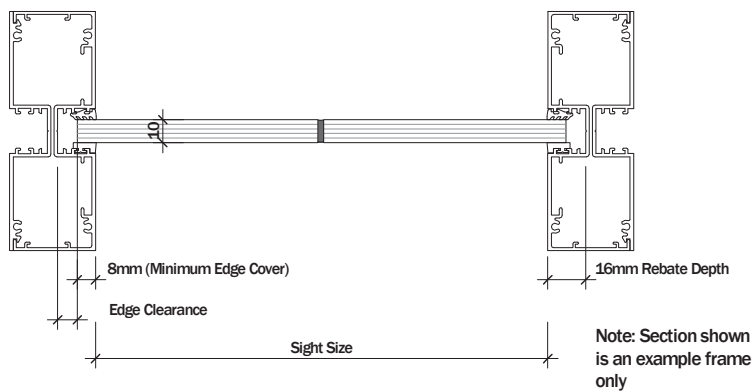 10
8mm (Minimum Edge Cover)
16mm Rebate Depth
Edge Clearance
Sight Size
Note: Section shown
is an example frame
only